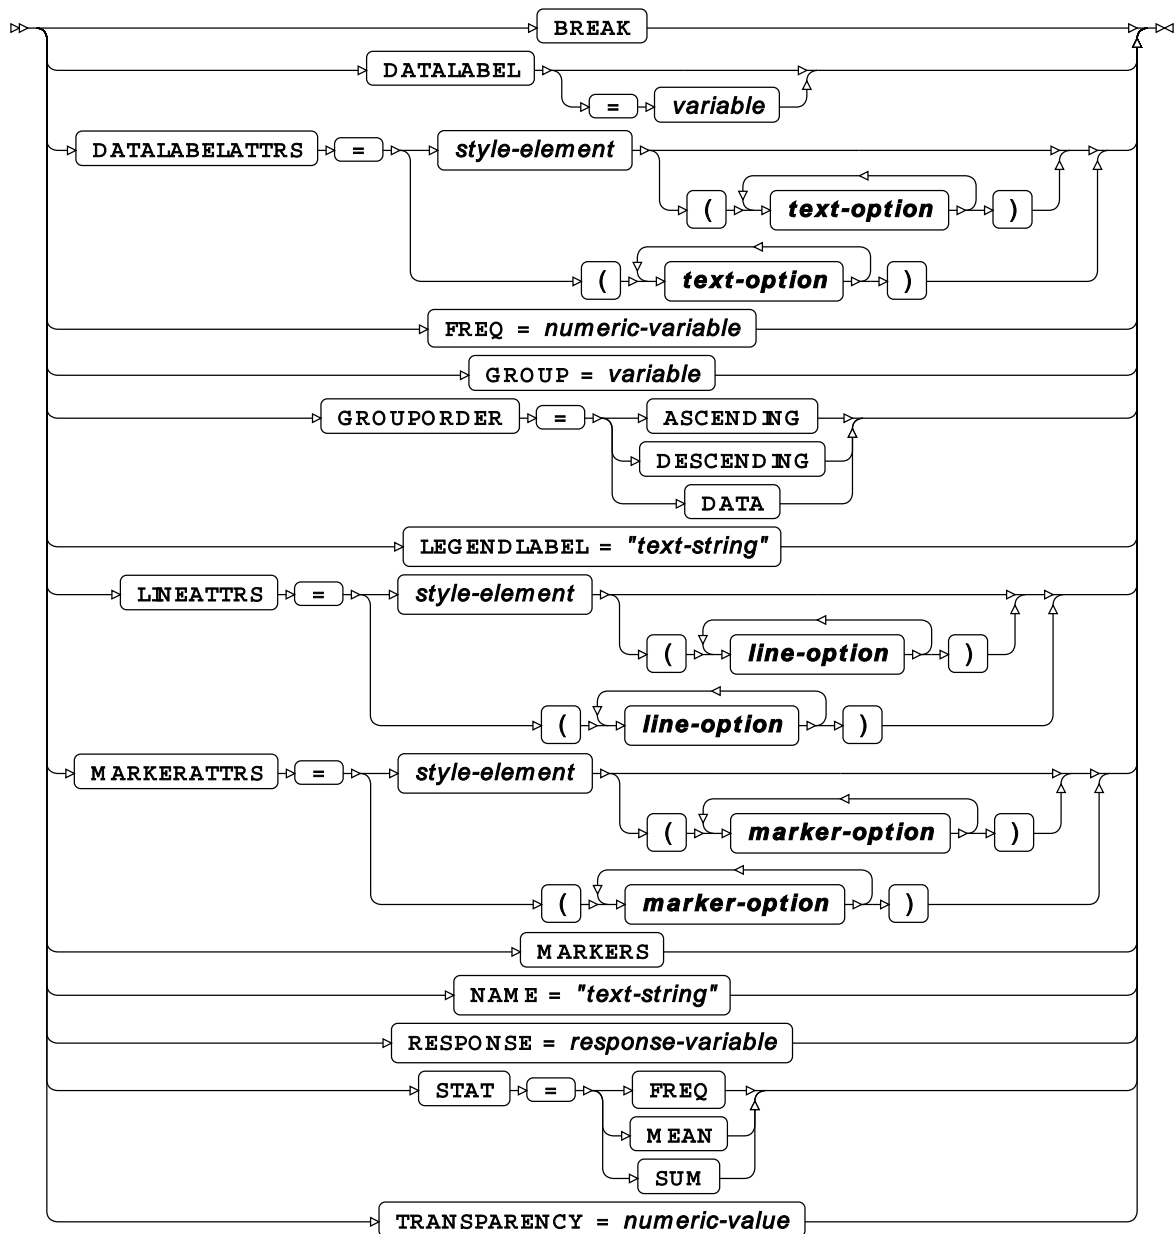 BREAK
DATALABEL
= variable
DATALABELATTRS = style-element
( text-option )
( text-option )
FREQ = numeric-variable
GROUP = variable
GROUPORDER = ASCENDING
DESCENDING
DATA
LEGENDLABEL = "text-string"
LINEATTRS = style-element
( line-option )
( line-option )
MARKERATTRS = style-element
( marker-option )
( marker-option )
MARKERS
NAME = "text-string"
RESPONSE = response-variable
STAT = FREQ
MEAN
SUM
TRANSPARENCY = numeric-value